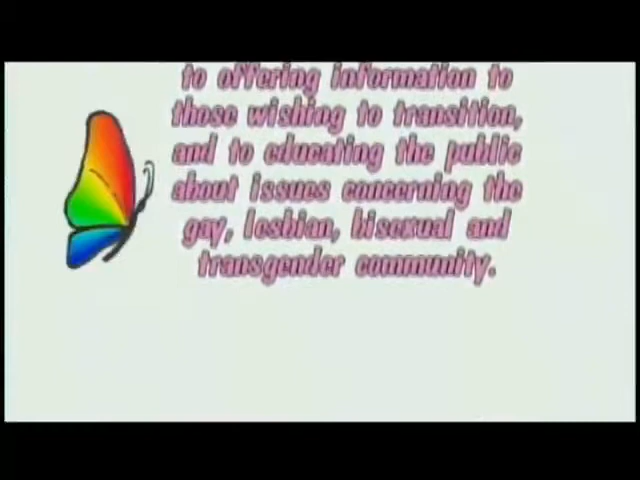 to offering information to
those wishing to transition,
and to educating the public
about issues concerning the
gay, lesbian, bisexual and
transgender community.